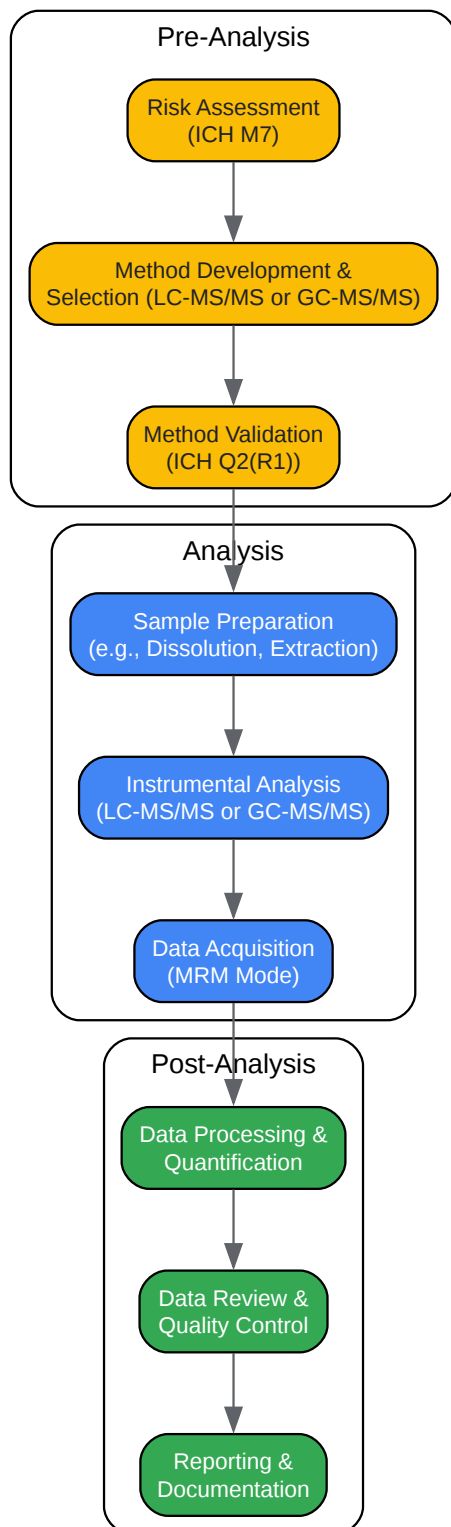 Pre-Analysis
Risk Assessment
(ICH M7)
Method Development &
Selection (LC-MS/MS or GC-MS/MS)
Method Validation
(ICH Q2(R1))
Analysis
Sample Preparation
(e.g., Dissolution, Extraction)
Instrumental Analysis
(LC-MS/MS or GC-MS/MS)
Data Acquisition
(MRM Mode)
Post-Analysis
Data Processing &
Quantification
Data Review &
Quality Control
Reporting &
Documentation